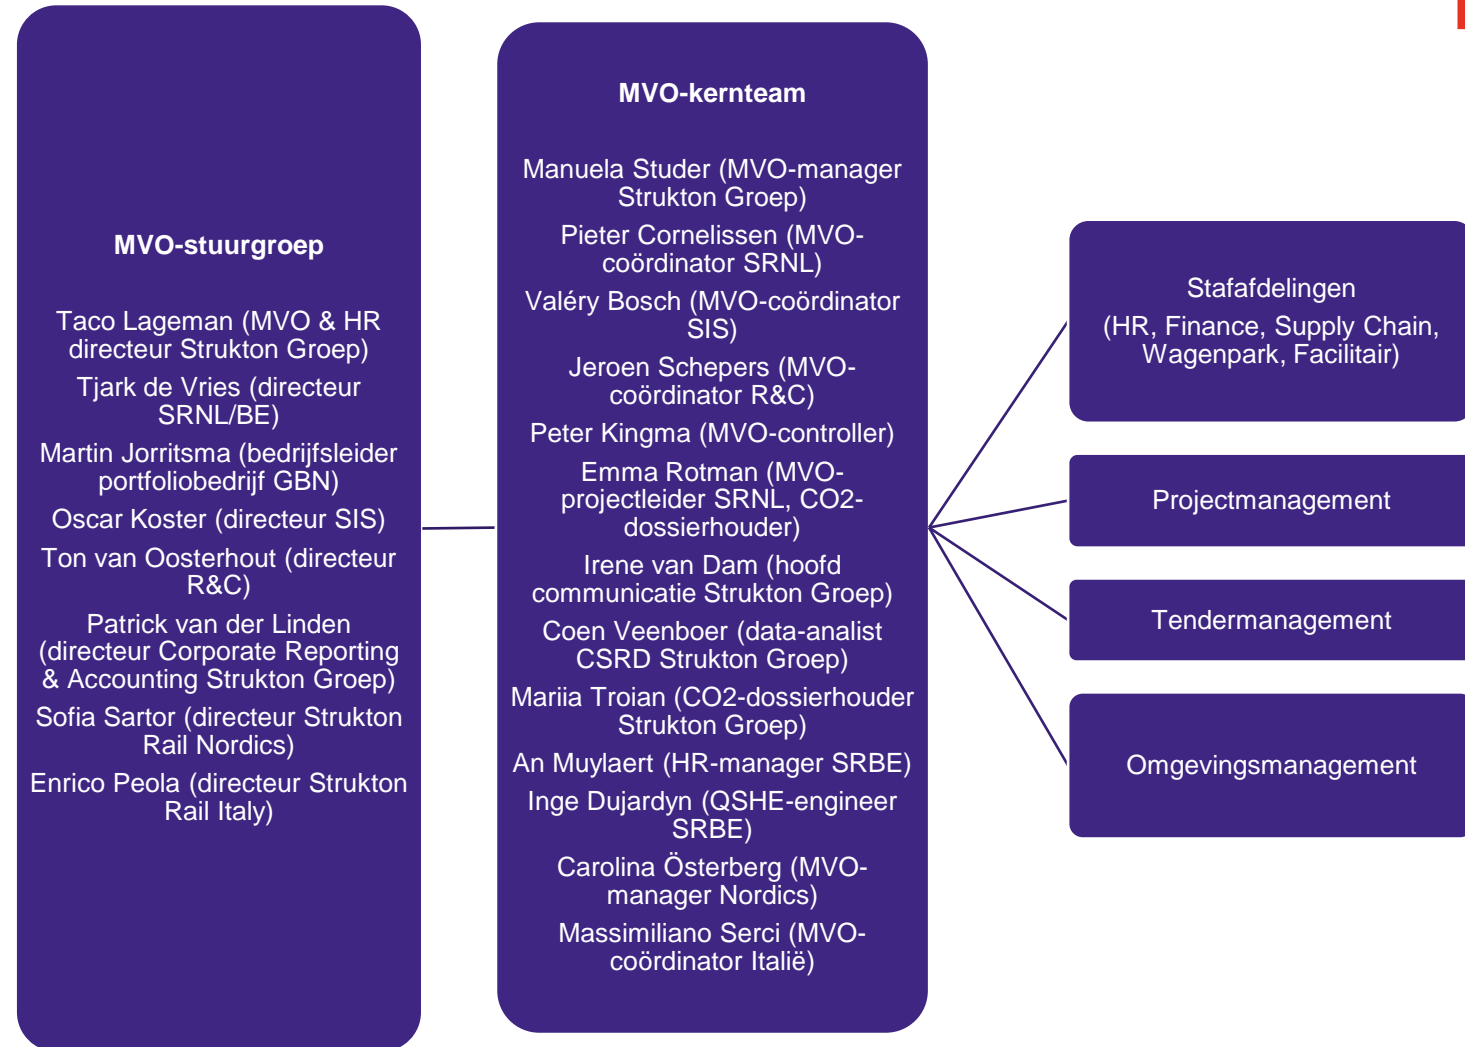 MVO-stuurgroep
Taco Lageman (MVO & HR
directeur Strukton Groep)
Tjark de Vries (directeur
SRNL/BE)
Martin Jorritsma (bedrijfsleider
portfoliobedrijf GBN)
Oscar Koster (directeur SIS)
Ton van Oosterhout (directeur
R&C)
Patrick van der Linden
(directeur Corporate Reporting
& Accounting Strukton Groep)
Sofia Sartor (directeur Strukton
Rail Nordics)
Enrico Peola (directeur Strukton
Rail Italy)
MVO-kernteam
Manuela Studer (MVO-manager
Strukton Groep)
Pieter Cornelissen (MVO-
coördinator SRNL)
Valéry Bosch (MVO-coördinator
SIS)
Jeroen Schepers (MVO-
coördinator R&C)
Peter Kingma (MVO-controller)
Emma Rotman (MVO-
projectleider SRNL, CO2-
dossierhouder)
Irene van Dam (hoofd
communicatie Strukton Groep)
Coen Veenboer (data-analist
CSRD Strukton Groep)
Mariia Troian (CO2-dossierhouder
Strukton Groep)
An Muylaert (HR-manager SRBE)
Inge Dujardyn (QSHE-engineer
SRBE)
Carolina Österberg (MVO-
manager Nordics)
Massimiliano Serci (MVO-
coördinator Italië)
Stafafdelingen
(HR, Finance, Supply Chain,
Wagenpark, Facilitair)
Projectmanagement
Tendermanagement
Omgevingsmanagement